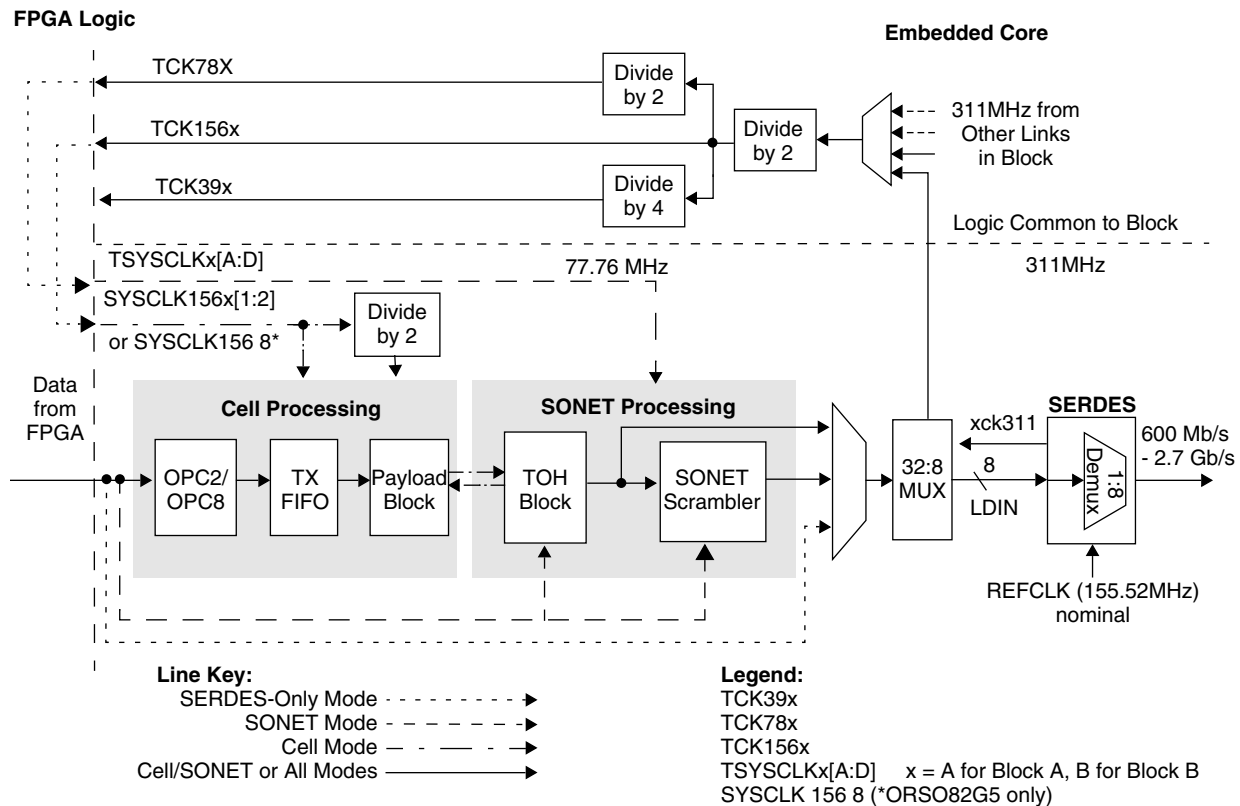 FPGA Logic
Embedded Core
TCK78X
Divide
by 2
TCK156x
Divide
by 2
311MHz from
Other Links
in Block
TCK39x
Divide
by 4
Logic Common to Block
TSYSCLKx[A:D]
77.76 MHz
311MHz
SYSCLK156x[1:2]
or SYSCLK156 8*
Divide
by 2
Data
from
FPGA
Cell Processing
SONET Processing
SERDES
OPC2/
OPC8
TX
FIFO
Payload
Block
TOH
Block
SONET
Scrambler
32:8
MUX
xck311
8
LDIN
1:8
Demux
600 Mb/s
- 2.7 Gb/s
REFCLK (155.52MHz)
nominal
Line Key:
SERDES-Only Mode
SONET Mode
Cell Mode
Cell/SONET or All Modes
Legend:
TCK39x
TCK78x
TCK156x
TSYSCLKx[A:D] x = A for Block A, B for Block B
SYSCLK 156 8 (*ORSO82G5 only)